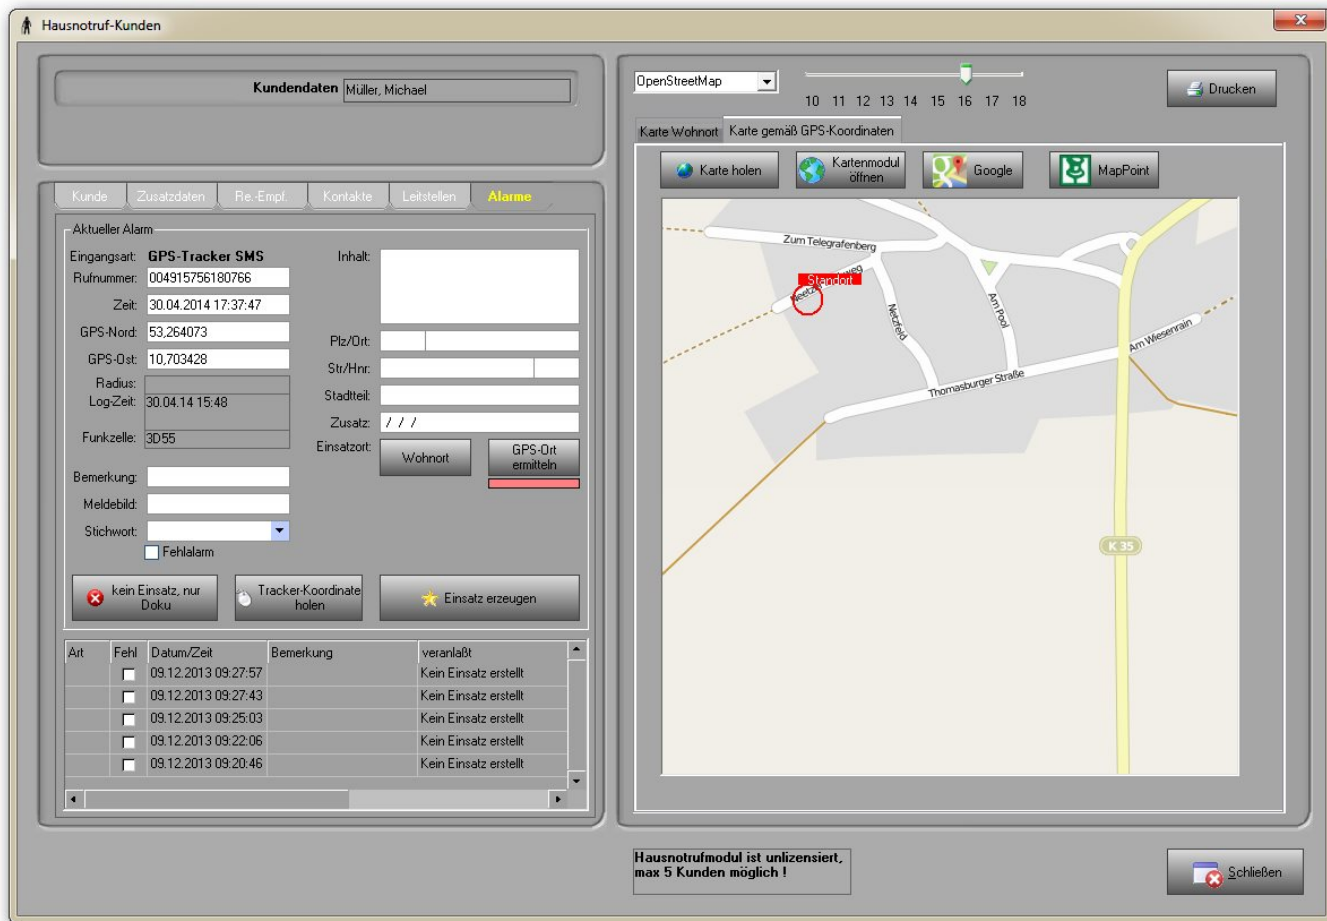 Hausnotruf-Kunden
Kundendaten Müller, Michael
Kunde Zusatzdaten Re.-Empf. Kontakte Leitstellen Alarme
Aktueller Alarm
Eingangsart: GPS-Tracker SMS
Rufnummer: 004915756180766
Zeit: 30.04.2014 17:37:47
GPS-Nord: 53,264073
GPS-Ost: 10,703428
Radius:
Log-Zeit: 30.04.14 15:48
Funkzelle: 3D55
Bemerkung:
Meldebild:
Stichwort:
Fehlalarm
Inhalt:
Plz/Ort:
Str/Hnr:
Stadtteil:
Zusatz: / / /
Einsatzort:
Wohnort
GPS-Ort
ermitteln
kein Einsatz, nur
Doku
Tracker-Koordinate
holen
Einsatz erzeugen
Art Fehl Datum/Zeit Bemerkung veranlaßt
09.12.2013 09:27:57 Kein Einsatz erstellt
09.12.2013 09:27:43 Kein Einsatz erstellt
09.12.2013 09:25:03 Kein Einsatz erstellt
09.12.2013 09:22:06 Kein Einsatz erstellt
09.12.2013 09:20:46 Kein Einsatz erstellt
OpenStreetMap
10 11 12 13 14 15 16 17 18
Drucken
Karte Wohnort Karte gemäß GPS-Koordinaten
Karte holen
Kartenmodul
öffnen
Google
MapPoint
Zum Telegrafenberg
Standort
Netzfeld
Am Pool
Am Wiesenrain
Thomasburger Straße
K 35
Hausnotrufmodul ist unlizensiert,
max 5 Kunden möglich !
Schließen